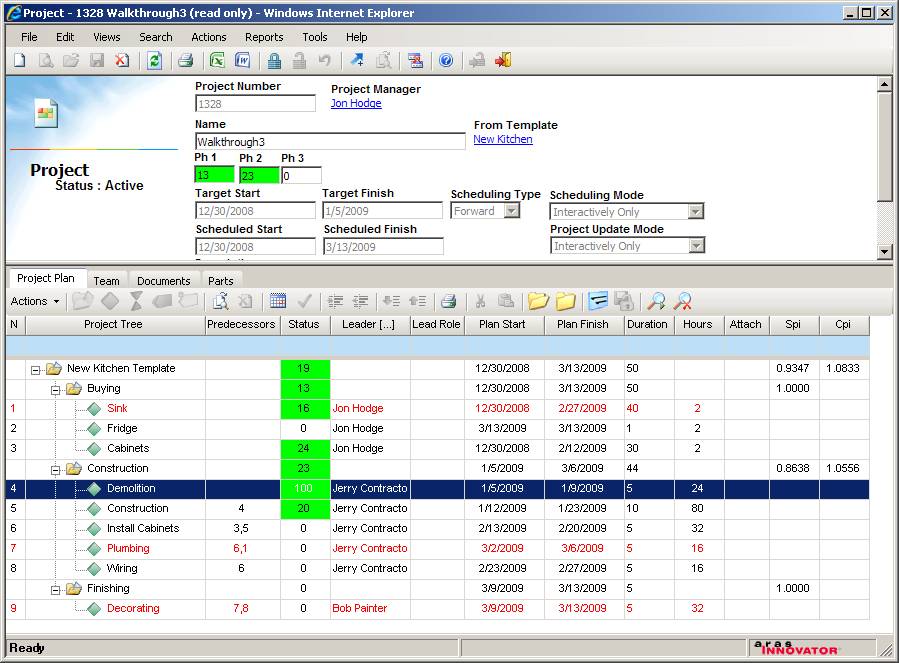 Project - 1328 Walkthrough3 (read only) - Windows Internet Explorer
File Edit Views Search Actions Reports Tools Help
Project Number
1328
Project Manager
Jon Hodge
Name
Walkthrough3
From Template
New Kitchen
Project
Status : Active
Ph 1 Ph 2 Ph 3
13 23 0
Target Start Target Finish Scheduling Type Scheduling Mode
12/30/2008 1/5/2009 Forward Interactively Only
Scheduled Start Scheduled Finish Project Update Mode
12/30/2008 3/13/2009 Interactively Only
Project Plan Team Documents Parts
Actions
N Project Tree Predecessors Status Leader [...] Lead Role Plan Start Plan Finish Duration Hours Attach Spi Cpi
New Kitchen Template 19 12/30/2008 3/13/2009 50 0.9347 1.0833
Buying 13 12/30/2008 3/13/2009 50 1.0000
1 Sink 16 Jon Hodge 12/30/2008 2/27/2009 40 2
2 Fridge 0 Jon Hodge 3/13/2009 3/13/2009 1 2
3 Cabinets 24 Jon Hodge 12/30/2008 2/12/2009 30 2
Construction 23 1/5/2009 3/6/2009 44 0.8638 1.0556
4 Demolition 100 Jerry Contracto 1/5/2009 1/9/2009 5 24
5 Construction 4 20 Jerry Contracto 1/12/2009 1/23/2009 10 80
6 Install Cabinets 3,5 0 Jerry Contracto 2/13/2009 2/20/2009 5 32
7 Plumbing 6,1 0 Jerry Contracto 3/2/2009 3/6/2009 5 16
8 Wiring 6 0 Jerry Contracto 2/23/2009 2/27/2009 5 16
Finishing 0 3/9/2009 3/13/2009 5 1.0000
9 Decorating 7,8 0 Bob Painter 3/9/2009 3/13/2009 5 32
Ready
aras INNOVATOR